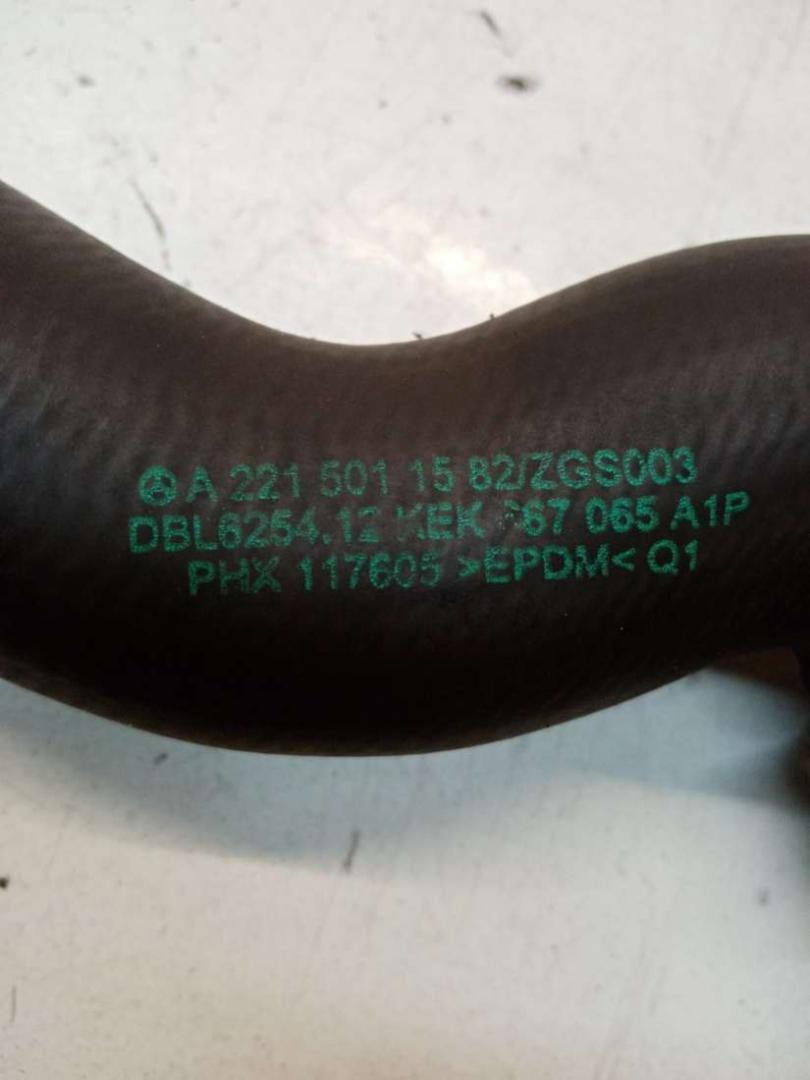 A 221 501 15 82/ZGS003
DBL6254.12 KEK 065 A1P
PHX 117605 >EPDM< Q1